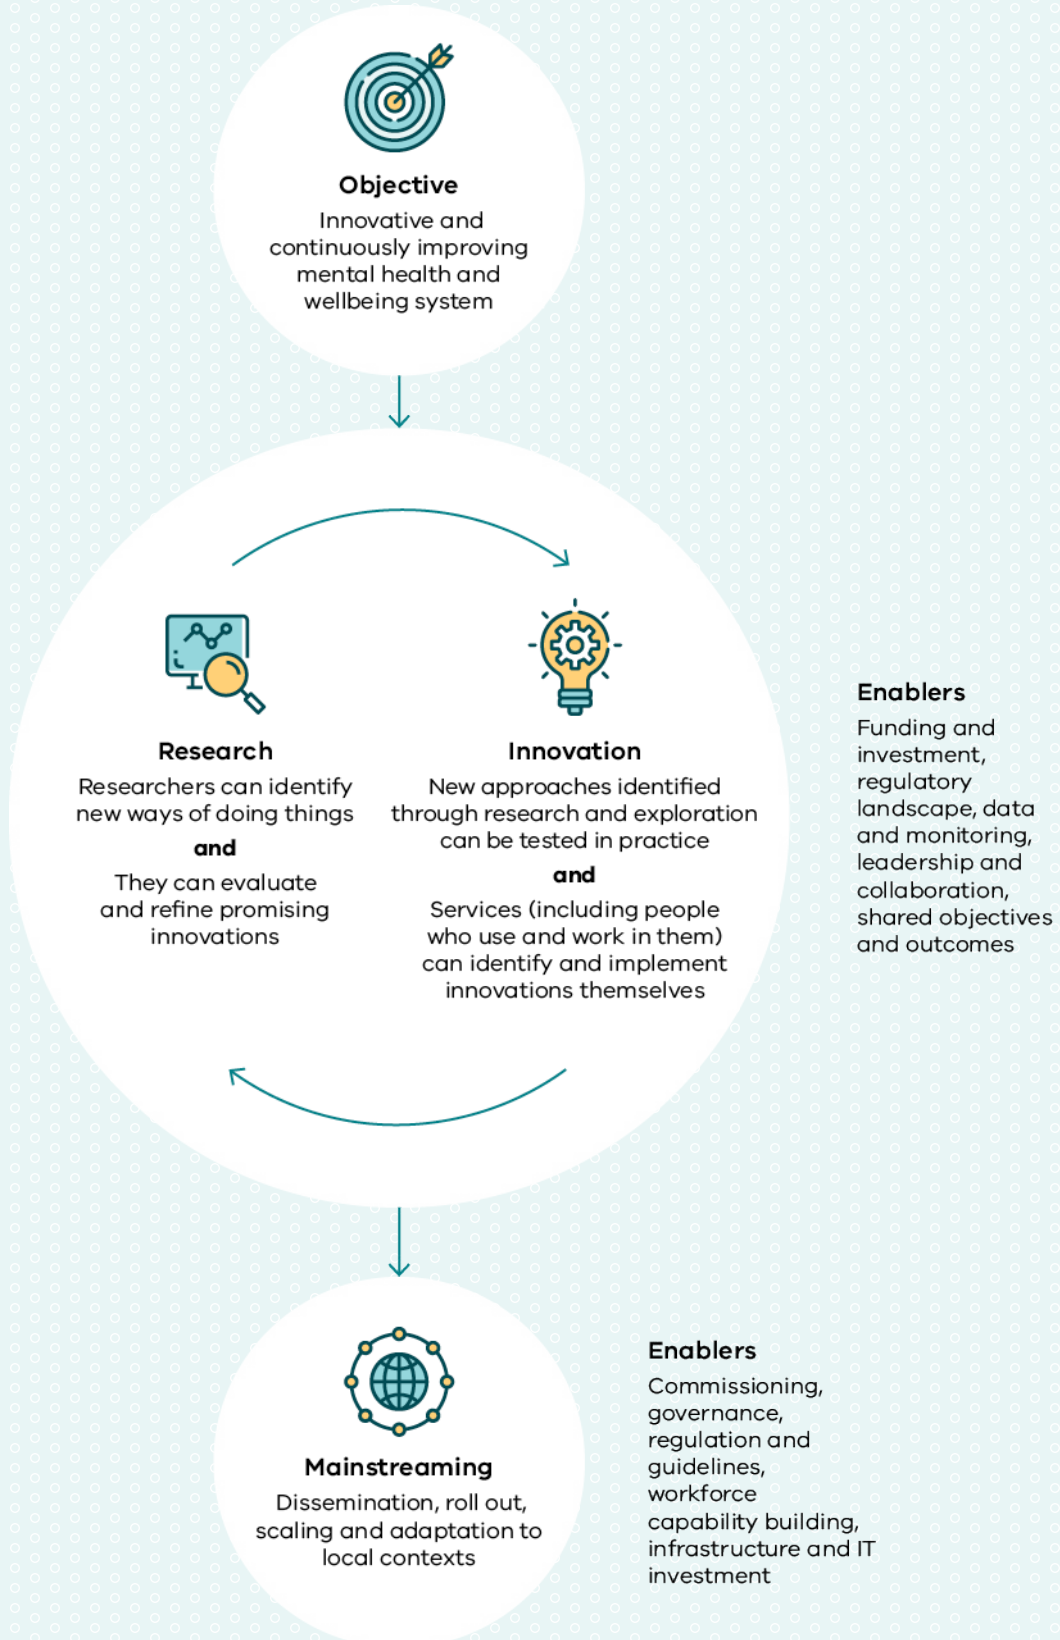 Objective
Innovative and
continuously improving
mental health and
wellbeing system
Research
Researchers can identify
new ways of doing things
and
They can evaluate
and refine promising
innovations
Innovation
New approaches identified
through research and exploration
can be tested in practice
and
Services (including people
who use and work in them)
can identify and implement
innovations themselves
Enablers
Funding and
investment,
regulatory
landscape, data
and monitoring,
leadership and
collaboration,
shared objectives
and outcomes
Mainstreaming
Dissemination, roll out,
scaling and adaptation to
local contexts
Enablers
Commissioning,
governance,
regulation and
guidelines,
workforce
capability building,
infrastructure and IT
investment